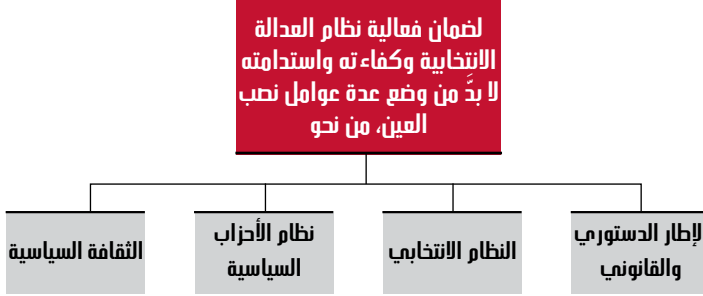 لضمان فعالية نظام العدالة
الانتخابية وكفاءته واستدامته
لا بدَّ من وضع عدة عوامل نصب
العين، من نحو
لإطار الدستوري
والقانوني
النظام الانتخابي
نظام الأحزاب
السياسية
الثقافة السياسية